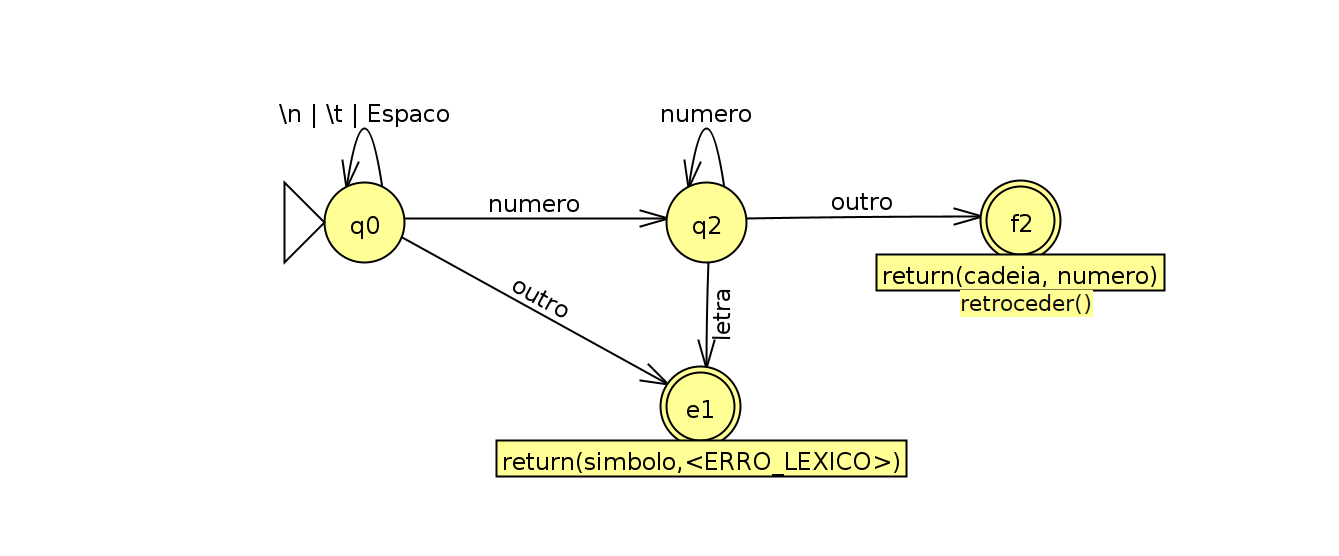 \n | \t | Espaco
numero
q0
numero
q2
outro
f2
return(cadeia, numero)
retroceder()
outro
letra
e1
return(simbolo,<ERRO_LEXICO>)